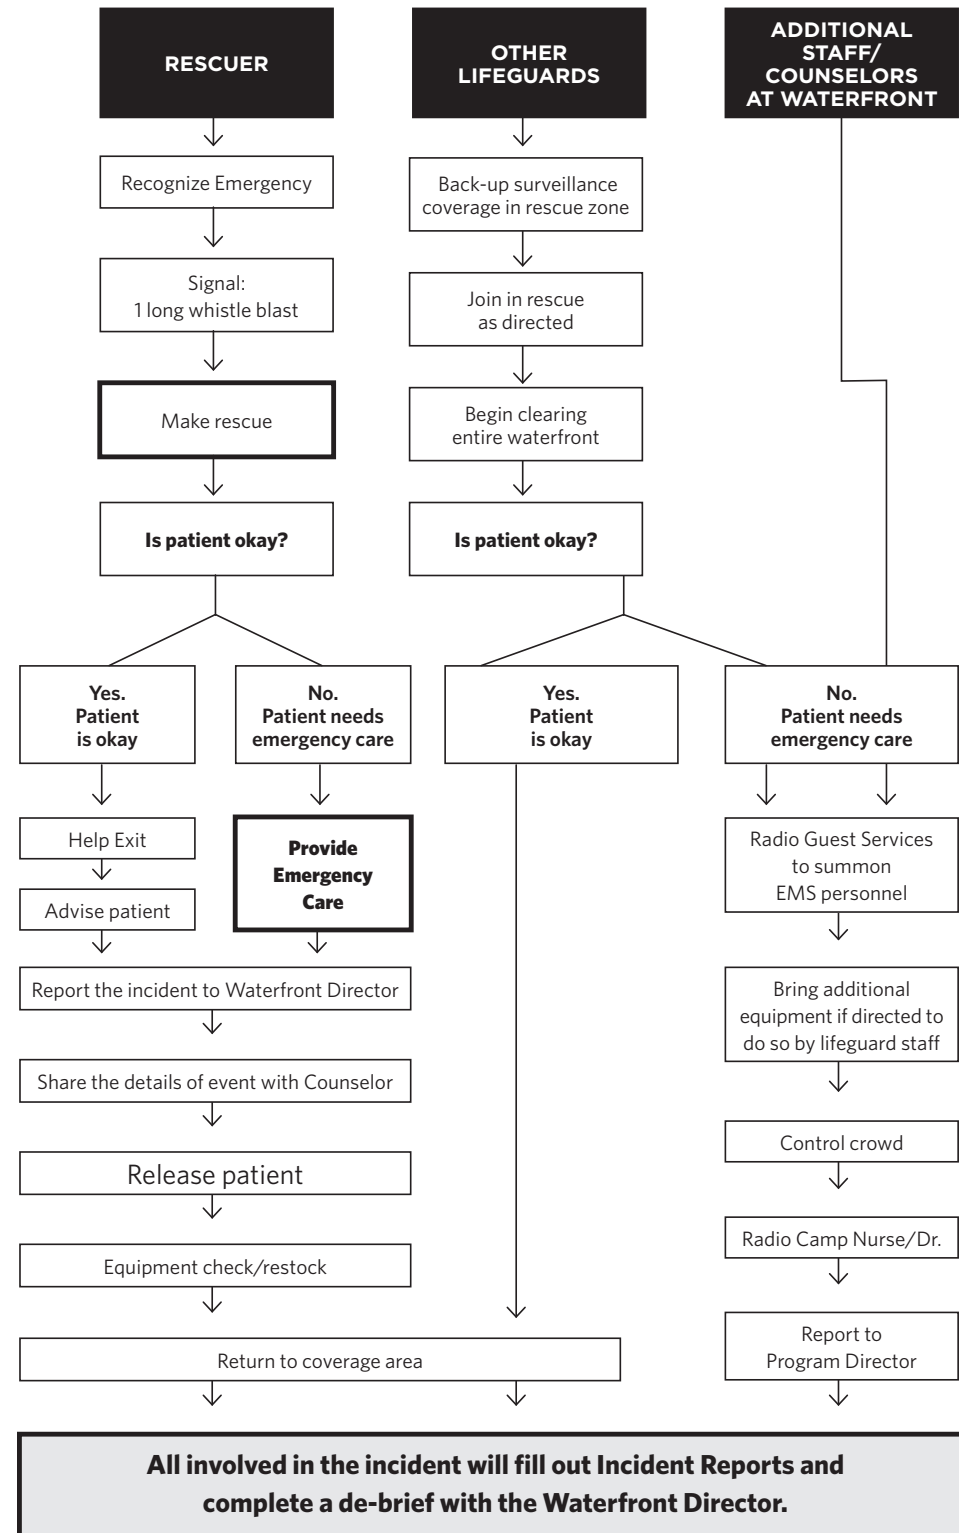 RESCUER
OTHER
LIFEGUARDS
ADDITIONAL
STAFF/
COUNSELORS
AT WATERFRONT
Recognize Emergency
Signal:
1 long whistle blast
Make rescue
Is patient okay?
Back-up surveillance
coverage in rescue zone
Join in rescue
as directed
Begin clearing
entire waterfront
Is patient okay?
Yes.
Patient
is okay
No.
Patient needs
emergency care
Yes.
Patient
is okay
No.
Patient needs
emergency care
Help Exit
Advise patient
Provide
Emergency
Care
Report the incident to Waterfront Director
Share the details of event with Counselor
Release patient
Equipment check/restock
Return to coverage area
Radio Guest Services
to summon
EMS personnel
Bring additional
equipment if directed to
do so by lifeguard staff
Control crowd
Radio Camp Nurse/Dr.
Report to
Program Director
All involved in the incident will fill out Incident Reports and
complete a de-brief with the Waterfront Director.